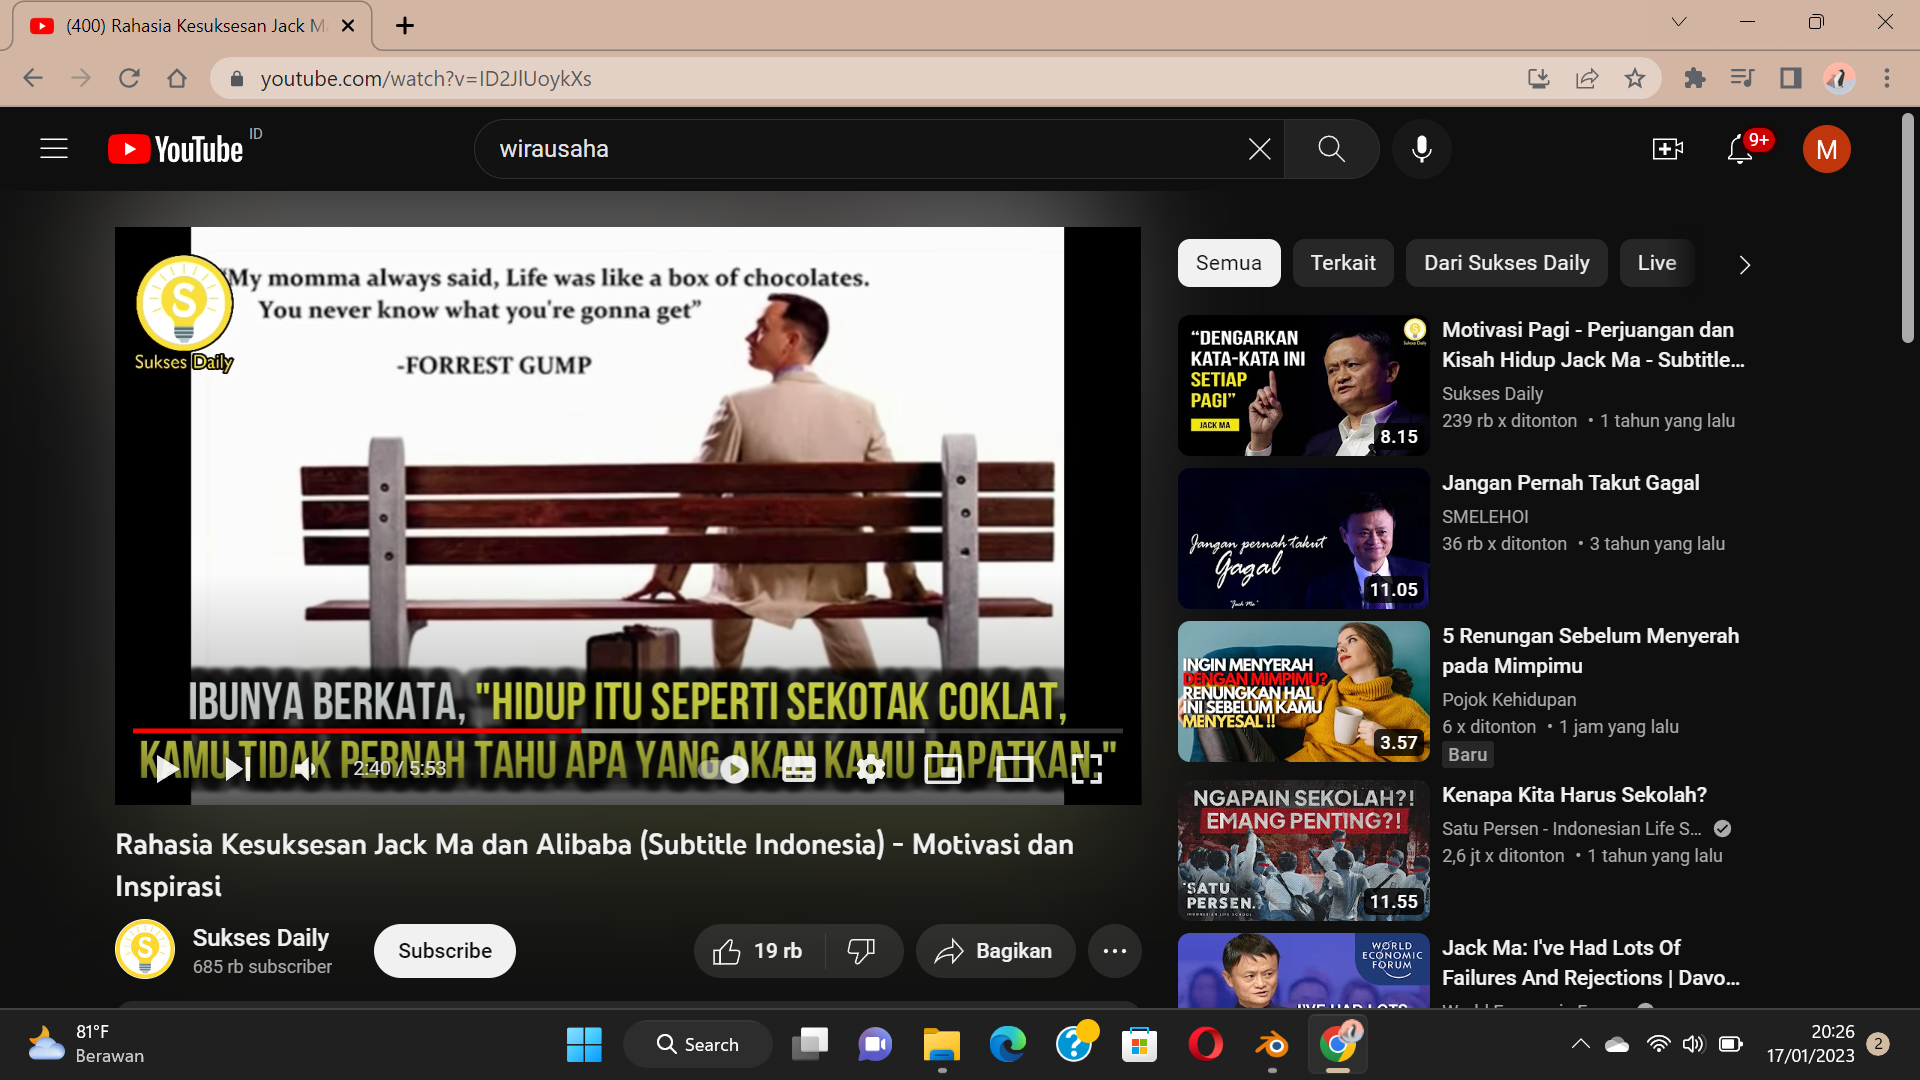 (400) Rahasia Kesuksesan Jack M
youtube.com/watch?v=ID2JlUoykXs
YouTube ID
wirausaha
9+
M
"My momma always said, Life was like a box of chocolates.
You never know what you're gonna get"
-FORREST GUMP
S
Sukses Daily
IBUNYA BERKATA, "HIDUP ITU SEPERTI SEKOTAK COKLAT,
KAMU TIDAK PERNAH TAHU APA YANG AKAN KAMU DAPATKAN."
2:40 / 5:53
Rahasia Kesuksesan Jack Ma dan Alibaba (Subtitle Indonesia) - Motivasi dan
Inspirasi
S
Sukses Daily
685 rb subscriber
Subscribe
19 rb
Bagikan
Semua
Terkait
Dari Sukses Daily
Live
"DENGARKAN
KATA-KATA INI
SETIAP
PAGI"
JACK MA
Sukses Daily
8.15
Motivasi Pagi - Perjuangan dan
Kisah Hidup Jack Ma - Subtitle...
Sukses Daily
239 rb x ditonton • 1 tahun yang lalu
Jangan pernah takut
Gagal
"Jack Ma"
11.05
Jangan Pernah Takut Gagal
SMELEHOI
36 rb x ditonton • 3 tahun yang lalu
INGIN MENYERAH
DENGAN MIMPIMU?
RENUNGKAN HAL
INI SEBELUM KAMU
MENYESAL !!
3.57
5 Renungan Sebelum Menyerah
pada Mimpimu
Pojok Kehidupan
6 x ditonton • 1 jam yang lalu
Baru
NGAPAIN SEKOLAH?!
EMANG PENTING?!
SATU
PERSEN.
INDONESIAN LIFE SCHOOL
11.55
Kenapa Kita Harus Sekolah?
Satu Persen - Indonesian Life S...
2,6 jt x ditonton • 1 tahun yang lalu
WORLD
ECONOMIC
FORUM
I'VE HAD LOTS
Jack Ma: I've Had Lots Of
Failures And Rejections | Davo...
81°F
Berawan
Search
20:26
17/01/2023
2